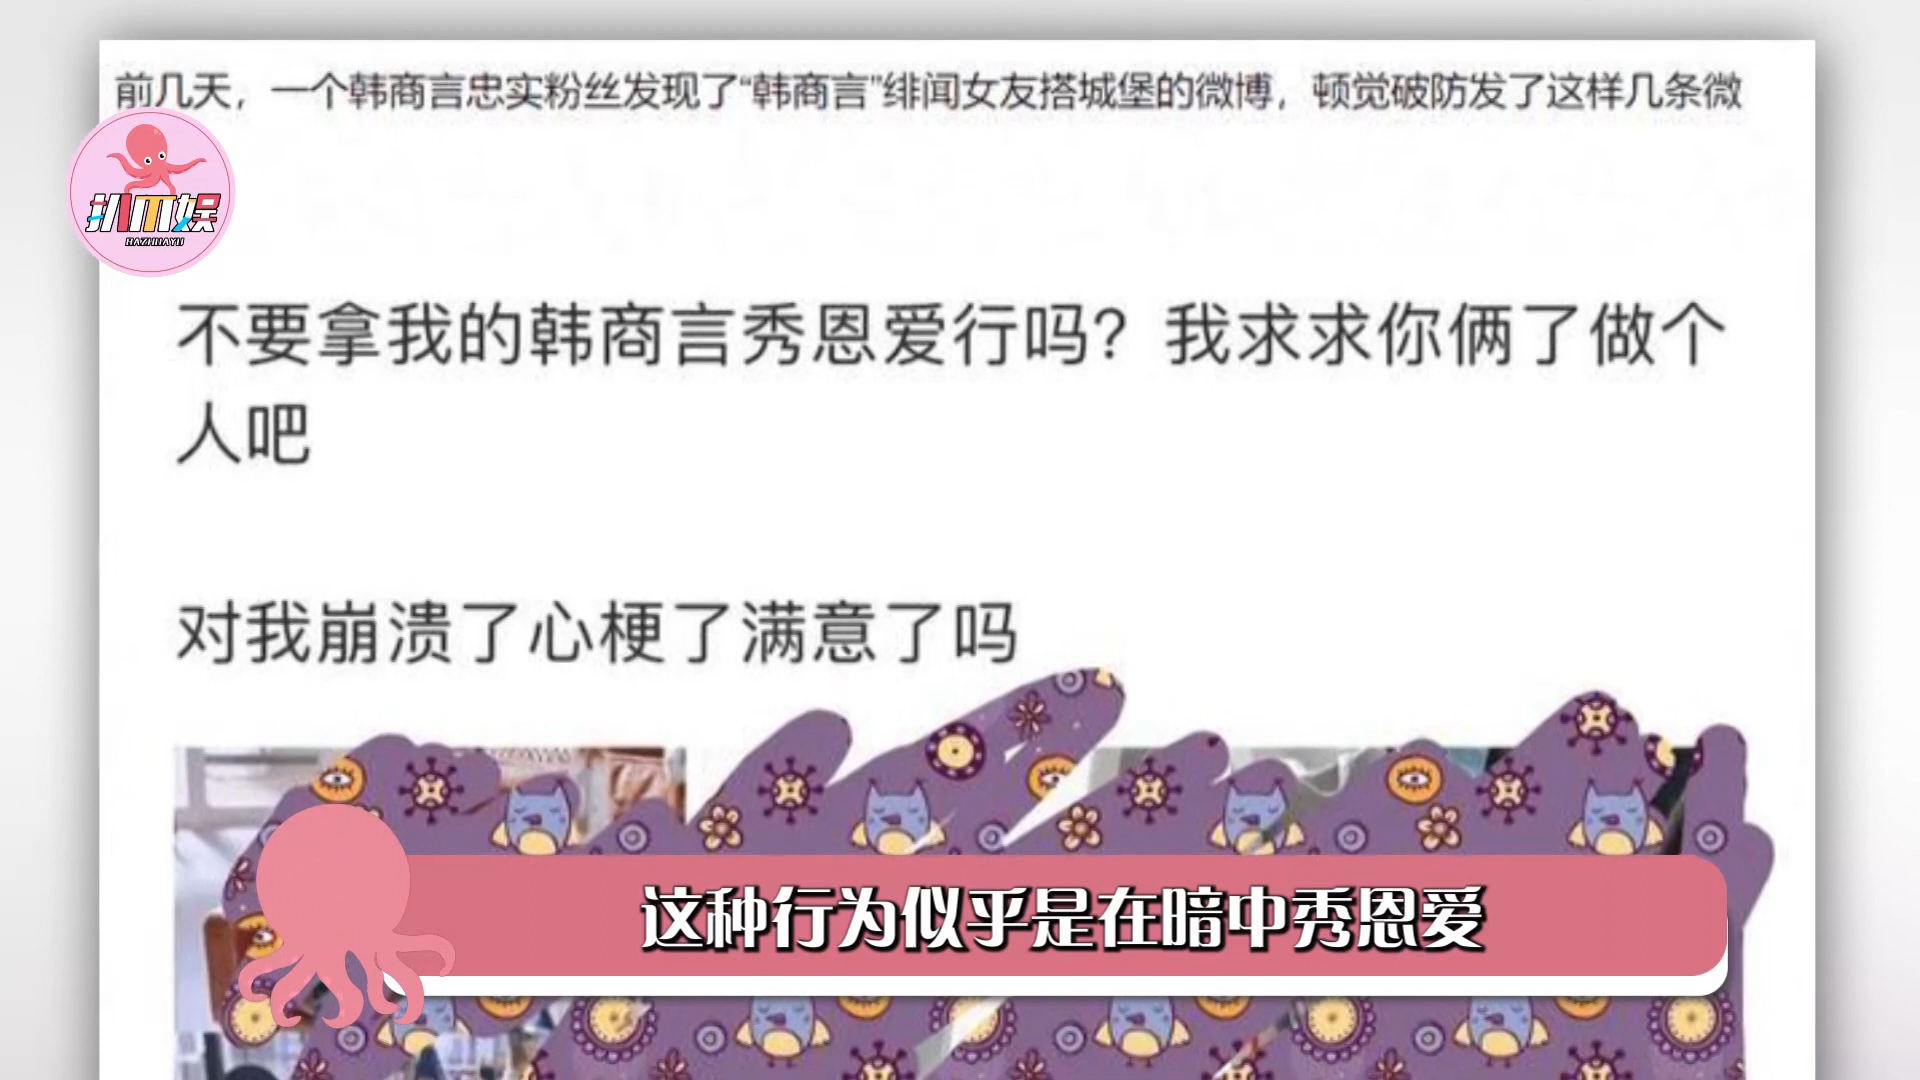 前几天，一个韩商言忠实粉丝发现了“韩商言”绯闻女友搭城堡的微博，顿觉破防发了这样几条微
扒爪娱
BAZHUAYU
不要拿我的韩商言秀恩爱行吗？我求求你俩了做个
人吧
对我崩溃了心梗了满意了吗
这种行为似乎是在暗中秀恩爱